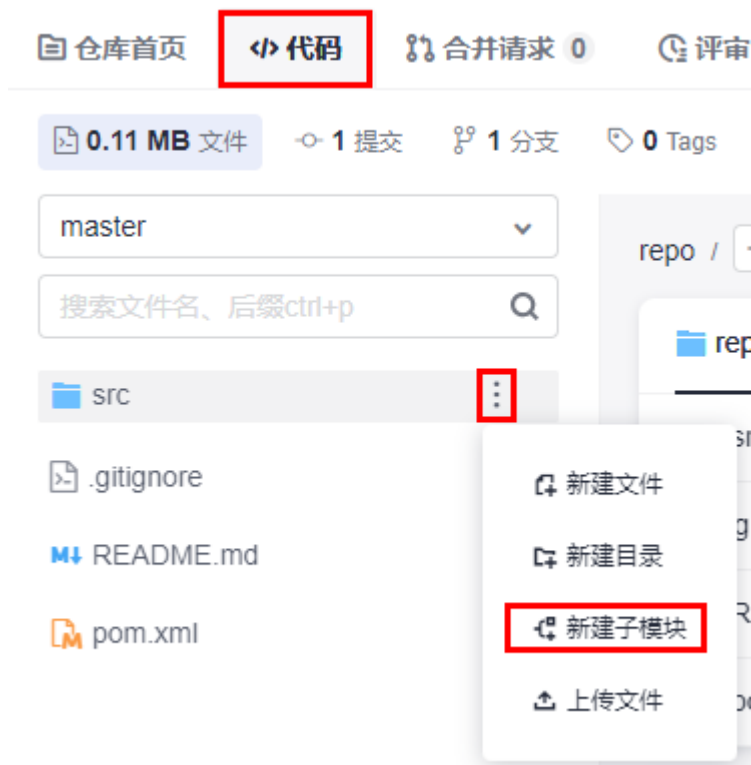 仓库首页 代码 合并请求 0 评审
0.11 MB 文件 1 提交 1 分支 0 Tags
master
repo /
搜索文件名、后缀ctrl+p
src
.gitignore
新建文件
README.md
新建目录
pom.xml
新建子模块
上传文件